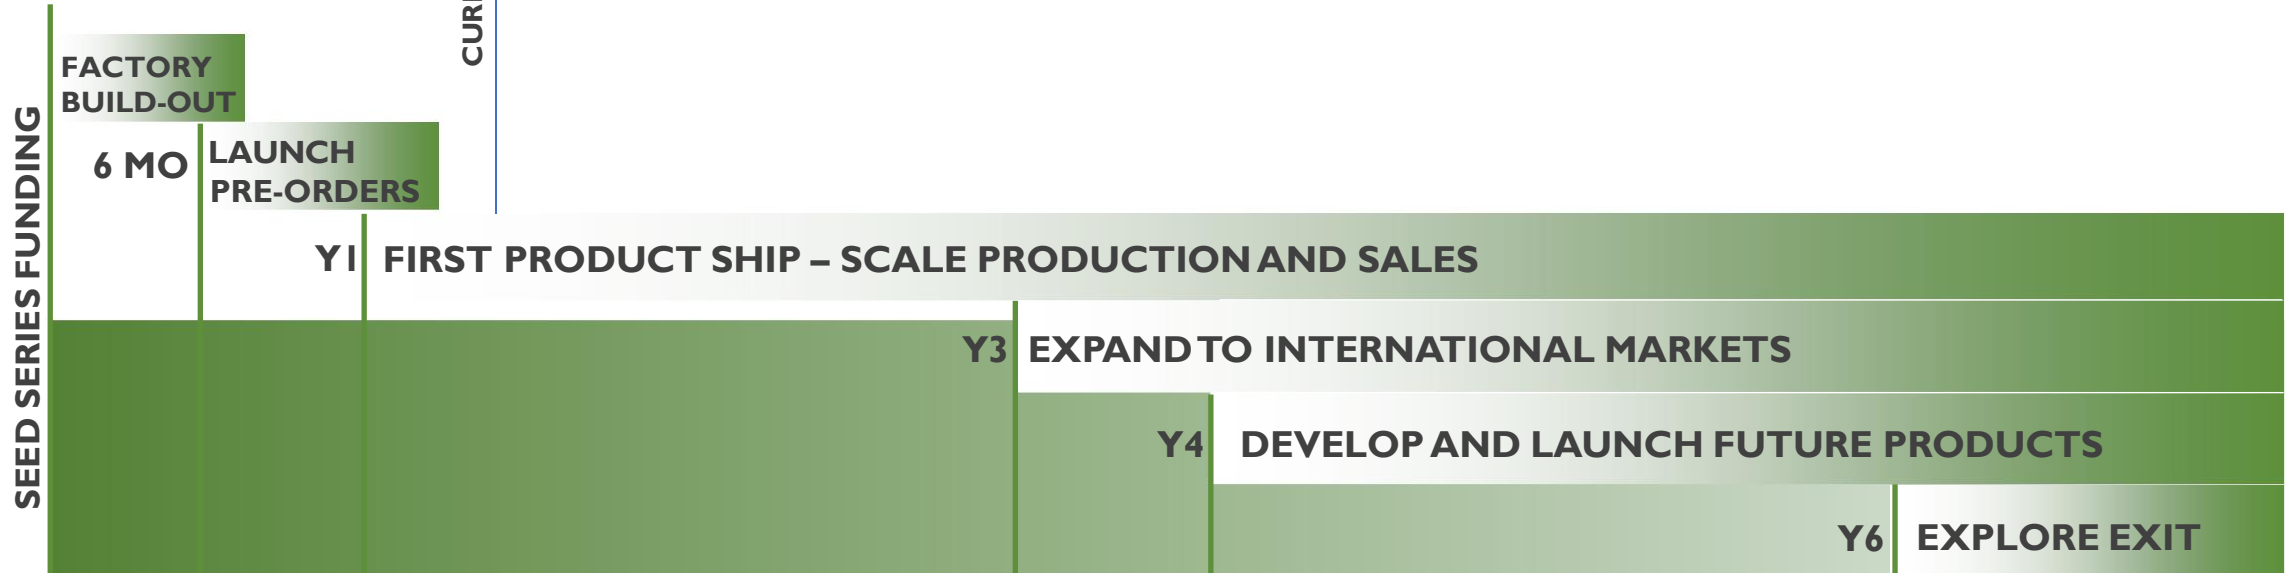 SEED SERIES FUNDING
FACTORY
BUILD-OUT
6 MO
LAUNCH
PRE-ORDERS
Y1 FIRST PRODUCT SHIP – SCALE PRODUCTION AND SALES
Y3 EXPAND TO INTERNATIONAL MARKETS
Y4 DEVELOP AND LAUNCH FUTURE PRODUCTS
Y6 EXPLORE EXIT